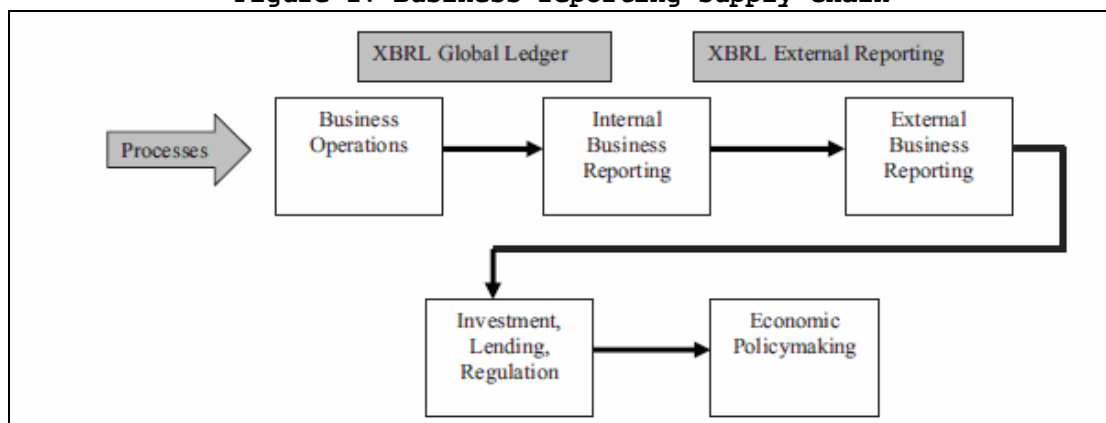 Figure 1: Business Reporting Supply Chain
XBRL Global Ledger
XBRL External Reporting
Processes
Business
Operations
Internal
Business
Reporting
External
Business
Reporting
Investment,
Lending,
Regulation
Economic
Policymaking